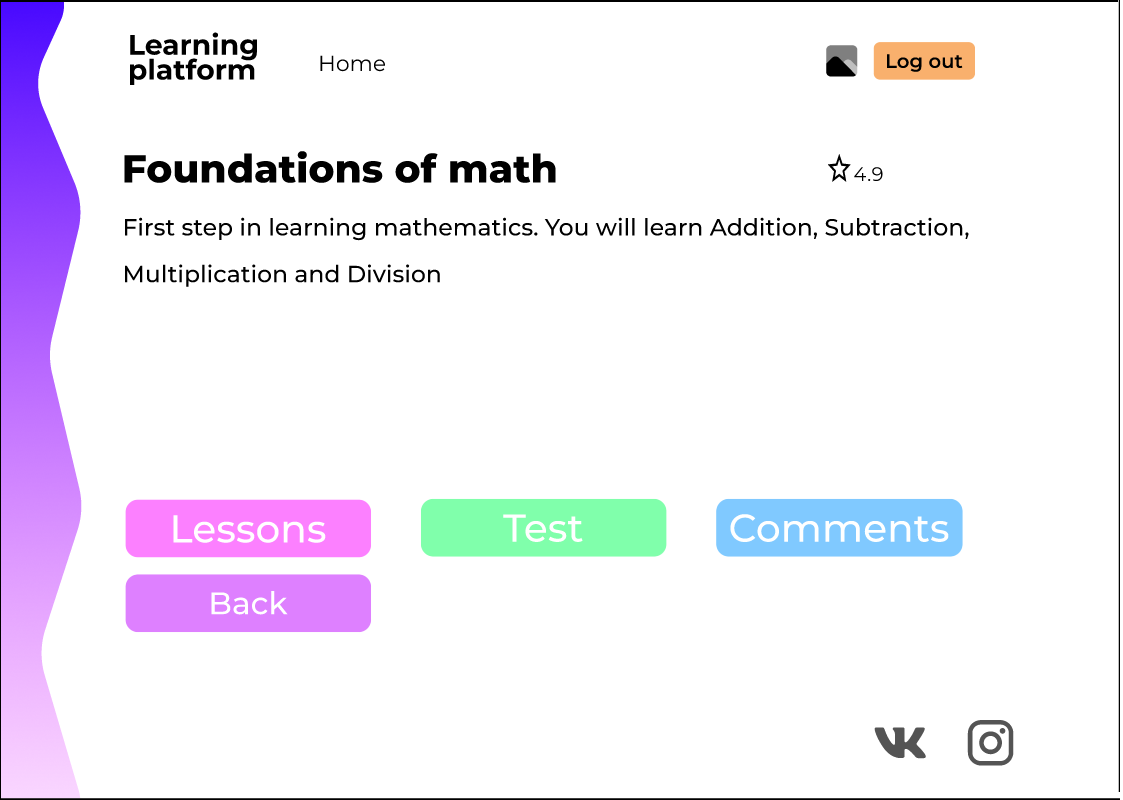 Learning
platform
Home
Log out
Foundations of math
4.9
First step in learning mathematics. You will learn Addition, Subtraction,
Multiplication and Division
Lessons
Test
Comments
Back